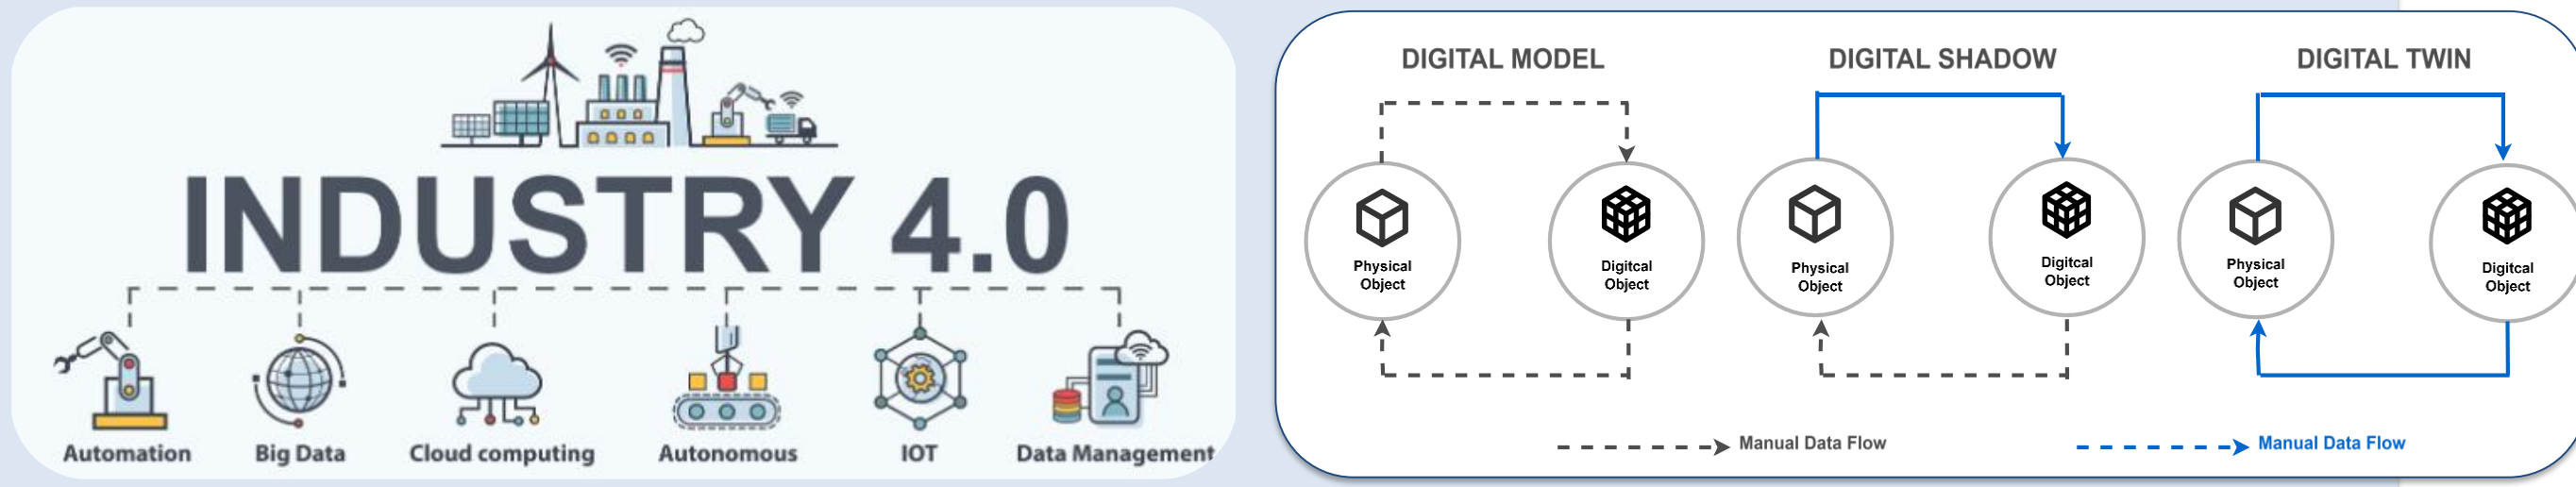 INDUSTRY 4.0
Automation
Big Data
Cloud computing
Autonomous
IOT
Data Management
DIGITAL MODEL
Physical
Object
Digitcal
Object
DIGITAL SHADOW
Physical
Object
Digitcal
Object
DIGITAL TWIN
Physical
Object
Digitcal
Object
Manual Data Flow
Manual Data Flow